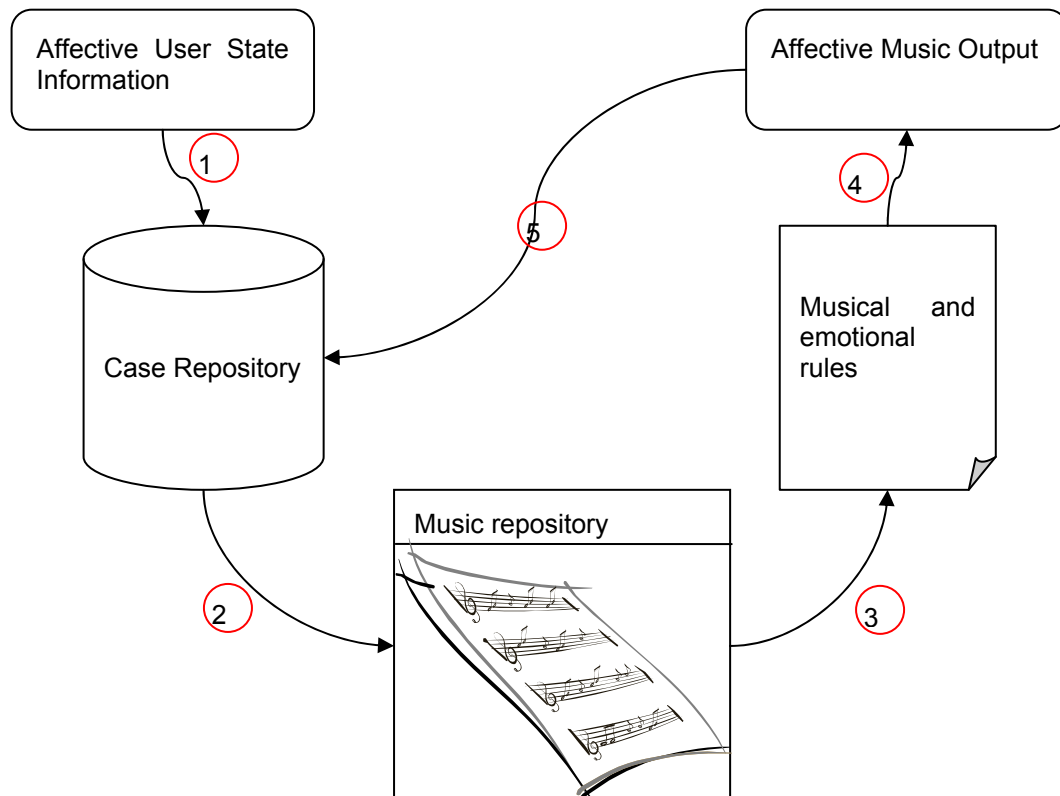 Affective User State
Information
Affective Music Output
1
4
5
Musical and
emotional
rules
Case Repository
Music repository
2
3